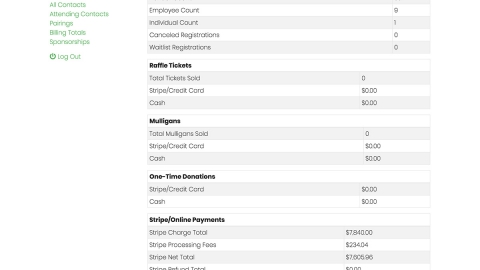 All Contacts
Attending Contacts
Pairings
Billing Totals
Sponsorships
Log Out
Employee Count 9
Individual Count 1
Canceled Registrations 0
Waitlist Registrations 0
Raffle Tickets
Total Tickets Sold 0
Stripe/Credit Card $0.00
Cash $0.00
Mulligans
Total Mulligans Sold 0
Stripe/Credit Card $0.00
Cash $0.00
One-Time Donations
Stripe/Credit Card $0.00
Cash $0.00
Stripe/Online Payments
Stripe Charge Total $7,840.00
Stripe Processing Fees $234.04
Stripe Net Total $7,605.96
Stripe Refund Total $0.00